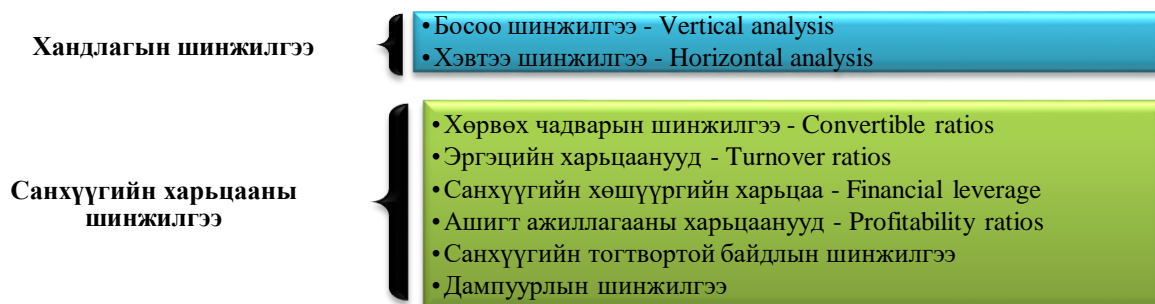 Хандлагын шинжилгээ
•Босоо шинжилгээ - Vertical analysis
•Хэвтээ шинжилгээ - Horizontal analysis
Санхүүгийн харьцааны
шинжилгээ
•Хөрвөх чадварын шинжилгээ - Convertible ratios
•Эргэцийн харьцаанууд - Turnover ratios
•Санхүүгийн хөшүүргийн харьцаа - Financial leverage
•Ашигт ажиллагааны харьцаанууд - Profitability ratios
•Санхүүгийн тогтвортой байдлын шинжилгээ
•Дампуурлын шинжилгээ